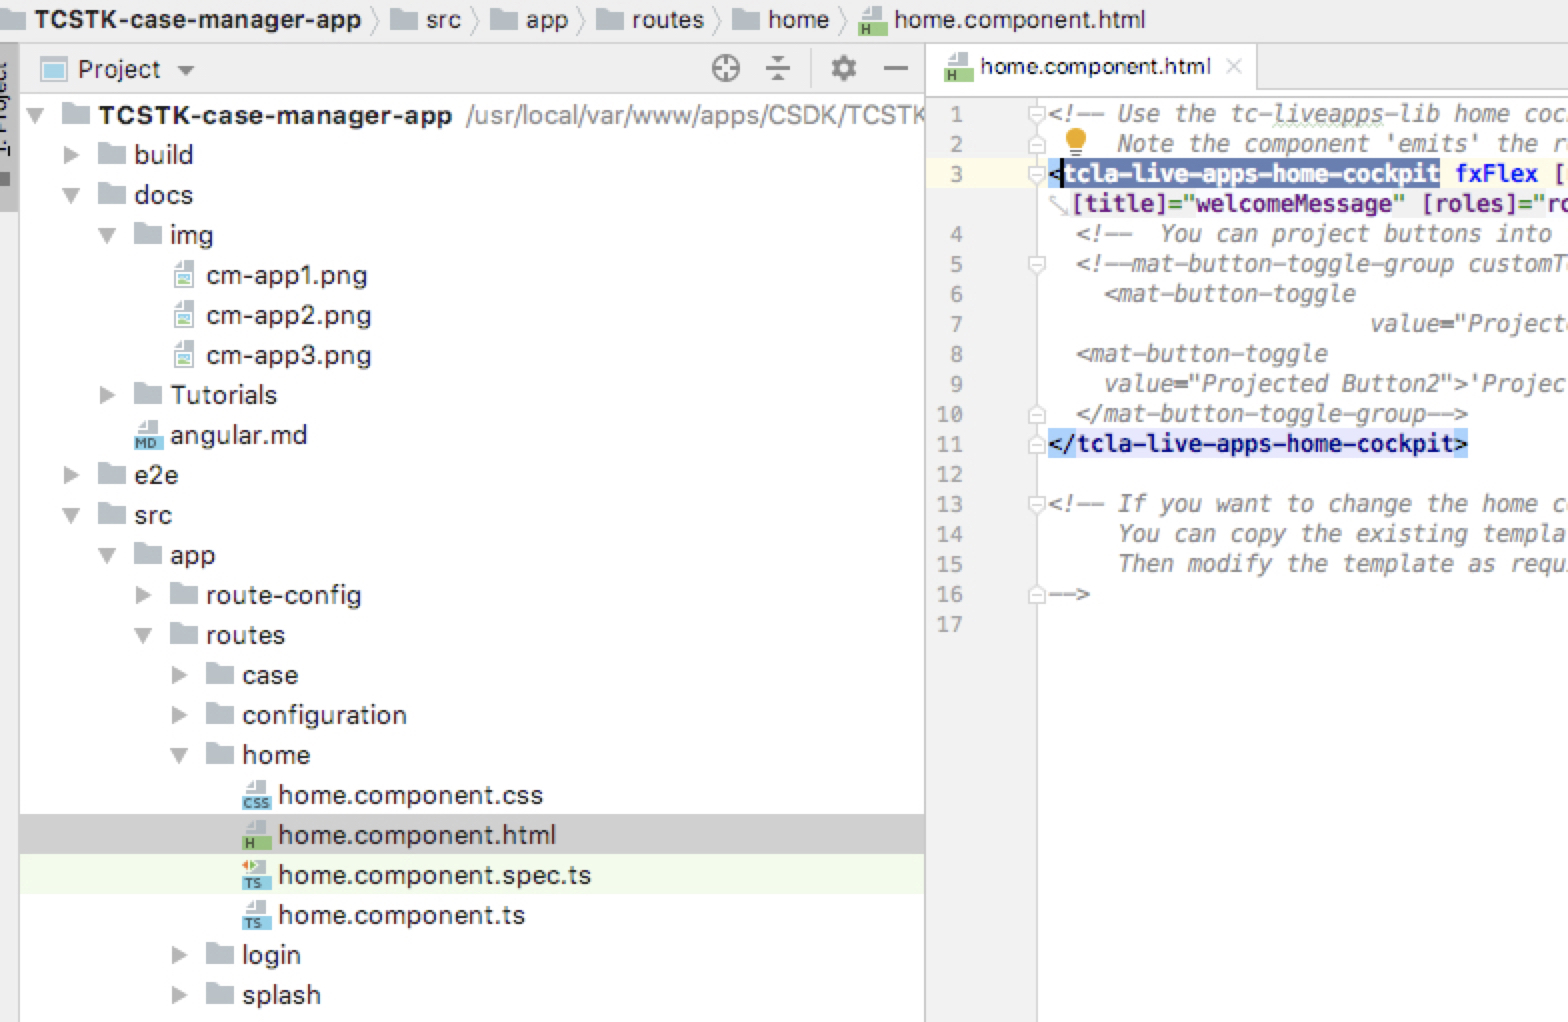 TCSTK-case-manager-app src app routes home home.component.html
Project
home.component.html
TCSTK-case-manager-app /usr/local/var/www/apps/CSDK/TCSTK
build
docs
img
cm-app1.png
cm-app2.png
cm-app3.png
Tutorials
MD angular.md
e2e
src
app
route-config
routes
case
configuration
home
CSS home.component.css
H home.component.html
TS home.component.spec.ts
TS home.component.ts
login
splash
1 <!-- Use the tc-liveapps-lib home coc
2 Note the component 'emits' the r
3 <tcla-live-apps-home-cockpit fxFlex [
[title]="welcomeMessage" [roles]="ro
4 <!-- You can project buttons into
5 <!--mat-button-toggle-group customTo
6 <mat-button-toggle
7 value="Project
8 <mat-button-toggle
9 value="Projected Button2">'Projec
10 </mat-button-toggle-group-->
11 </tcla-live-apps-home-cockpit>
12
13 <!-- If you want to change the home c
14 You can copy the existing templa
15 Then modify the template as requ
16 -->
17